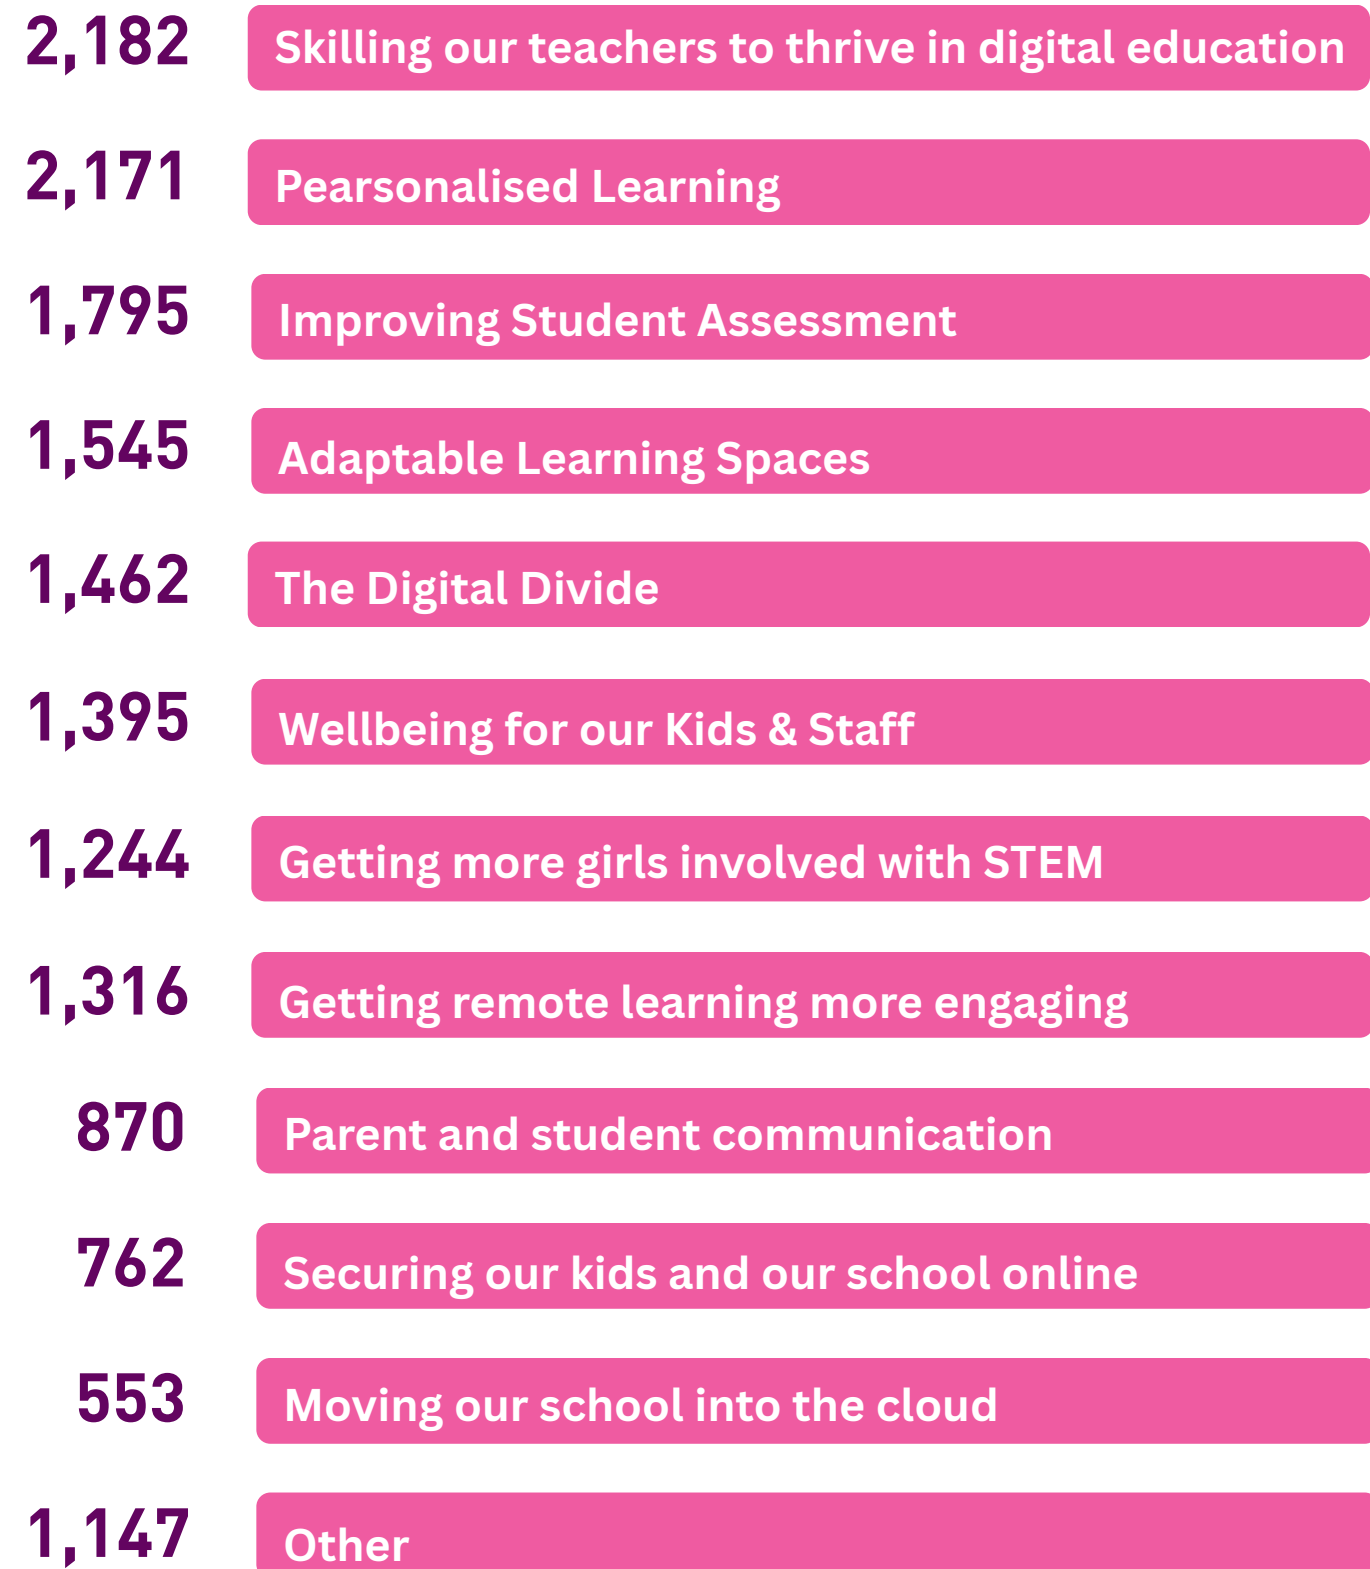 2,182 Skilling our teachers to thrive in digital education
2,171 Pearsonalised Learning
1,795 Improving Student Assessment
1,545 Adaptable Learning Spaces
1,462 The Digital Divide
1,395 Wellbeing for our Kids & Staff
1,244 Getting more girls involved with STEM
1,316 Getting remote learning more engaging
870 Parent and student communication
762 Securing our kids and our school online
553 Moving our school into the cloud
1,147 Other